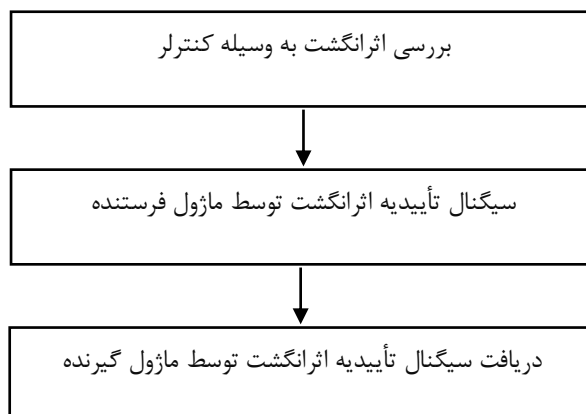 بررسی اثرانگشت به وسیله کنترلر
سیگنال تأییدیه اثرانگشت توسط ماژول فرستنده
دریافت سیگنال تأییدیه اثرانگشت توسط ماژول گیرنده